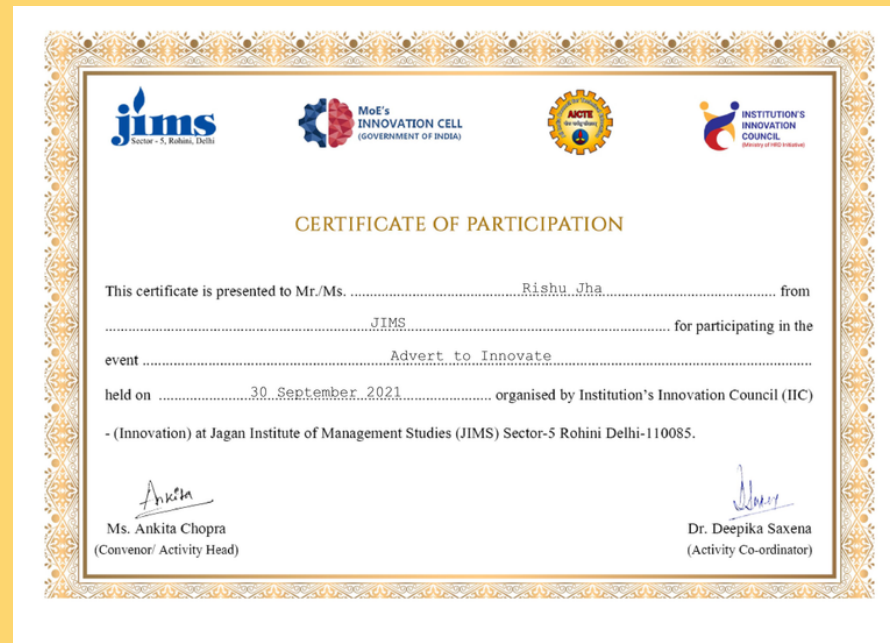 jims
Sector - 5, Rohini, Delhi
MoE's
INNOVATION CELL
(GOVERNMENT OF INDIA)
AICTE
INSTITUTION'S
INNOVATION
COUNCIL
(Ministry of HRD Initiative)
CERTIFICATE OF PARTICIPATION
This certificate is presented to Mr./Ms. Rishu Jha from
JIMS for participating in the
event Advert to Innovate
held on 30 September 2021 organised by Institution's Innovation Council (IIC)
- (Innovation) at Jagan Institute of Management Studies (JIMS) Sector-5 Rohini Delhi-110085.
Ankita
Ms. Ankita Chopra
(Convenor/ Activity Head)
Dr. Deepika Saxena
(Activity Co-ordinator)